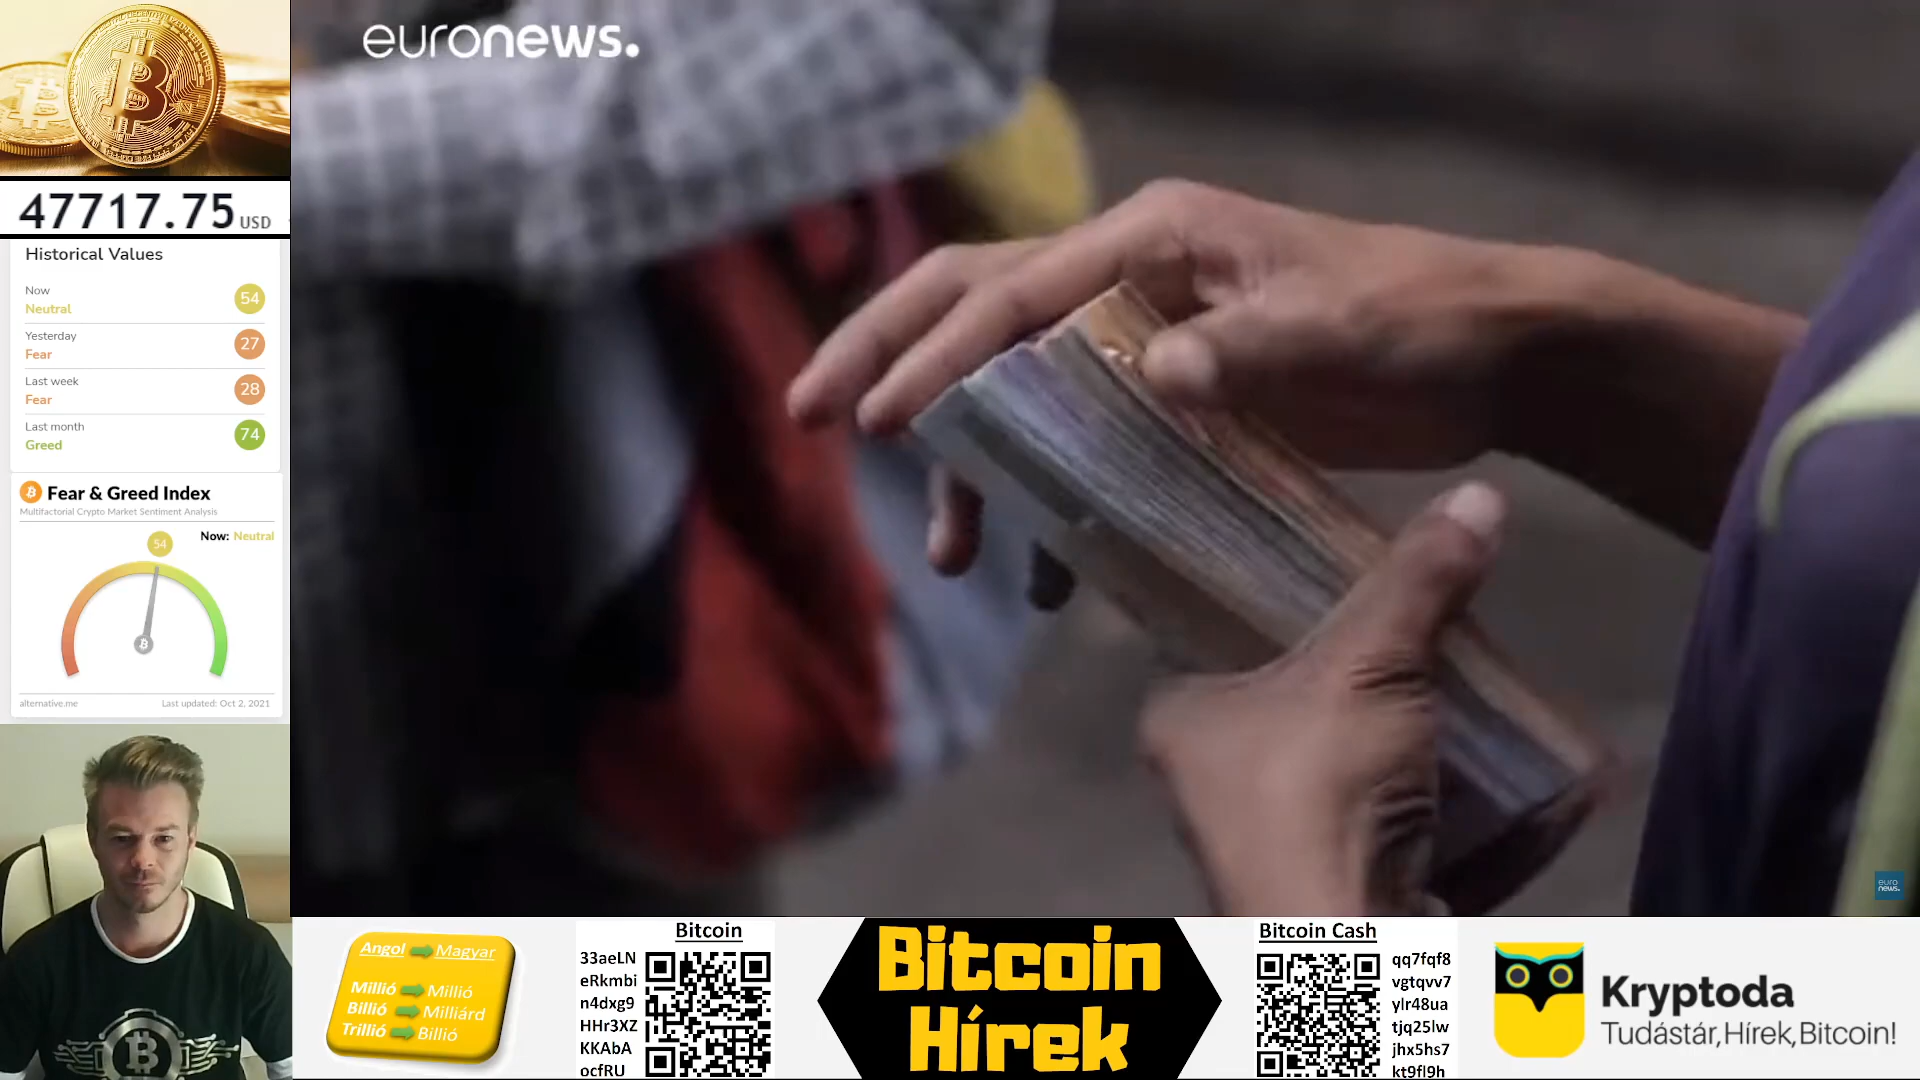 euronews.
47717.75 USD
Historical Values
Now
Neutral
54
Yesterday
Fear
27
Last week
Fear
28
Last month
Greed
74
Fear & Greed Index
Multifactorial Crypto Market Sentiment Analysis
Now: Neutral
54
alternative.me
Last updated: Oct 2, 2021
euro
news.
Angol Magyar
Millió Millió
Billió Milliárd
Trillió Billió
Bitcoin
33aeLN
eRkmbi
n4dxg9
HHr3XZ
KKAbA
ocfRU
Bitcoin
Hírek
Bitcoin Cash
qq7fqf8
vgtqvv7
ylr48ua
tjq25lw
jhx5hs7
kt9fl9h
Kryptoda
Tudástár,Hírek,Bitcoin!